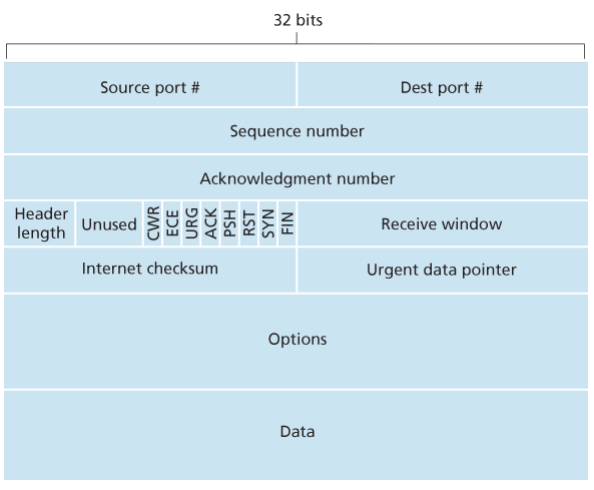 32 bits
Source port #
Dest port #
Sequence number
Acknowledgment number
Header
length
Unused
CWR
ECE
URG
ACK
PSH
RST
SYN
FIN
Receive window
Internet checksum
Urgent data pointer
Options
Data